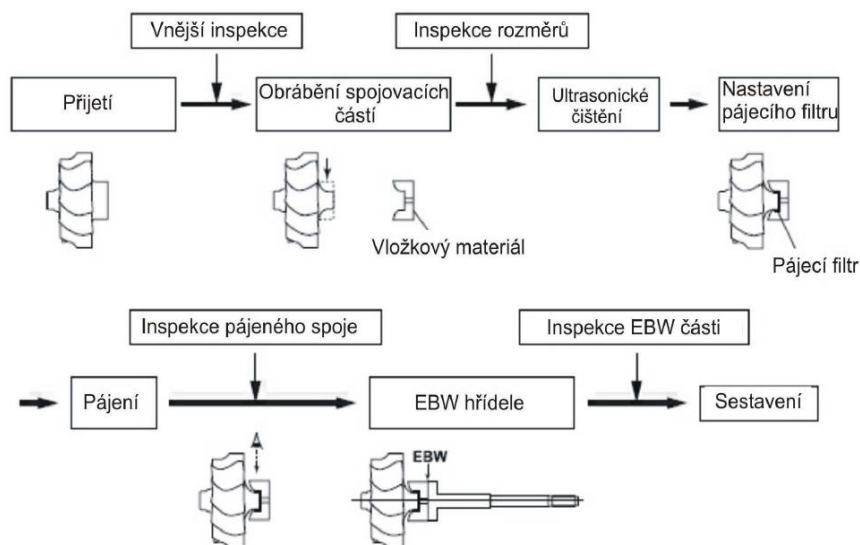 Vnější inspekce
Inspekce rozměrů
Přijetí
Obrábění spojovacích
částí
Ultrasonické
čištění
Nastavení
pájecího filtru
Vložkový materiál
Pájecí filtr
Inspekce pájeného spoje
Inspekce EBW části
Pájení
EBW hřídele
Sestavení
EBW